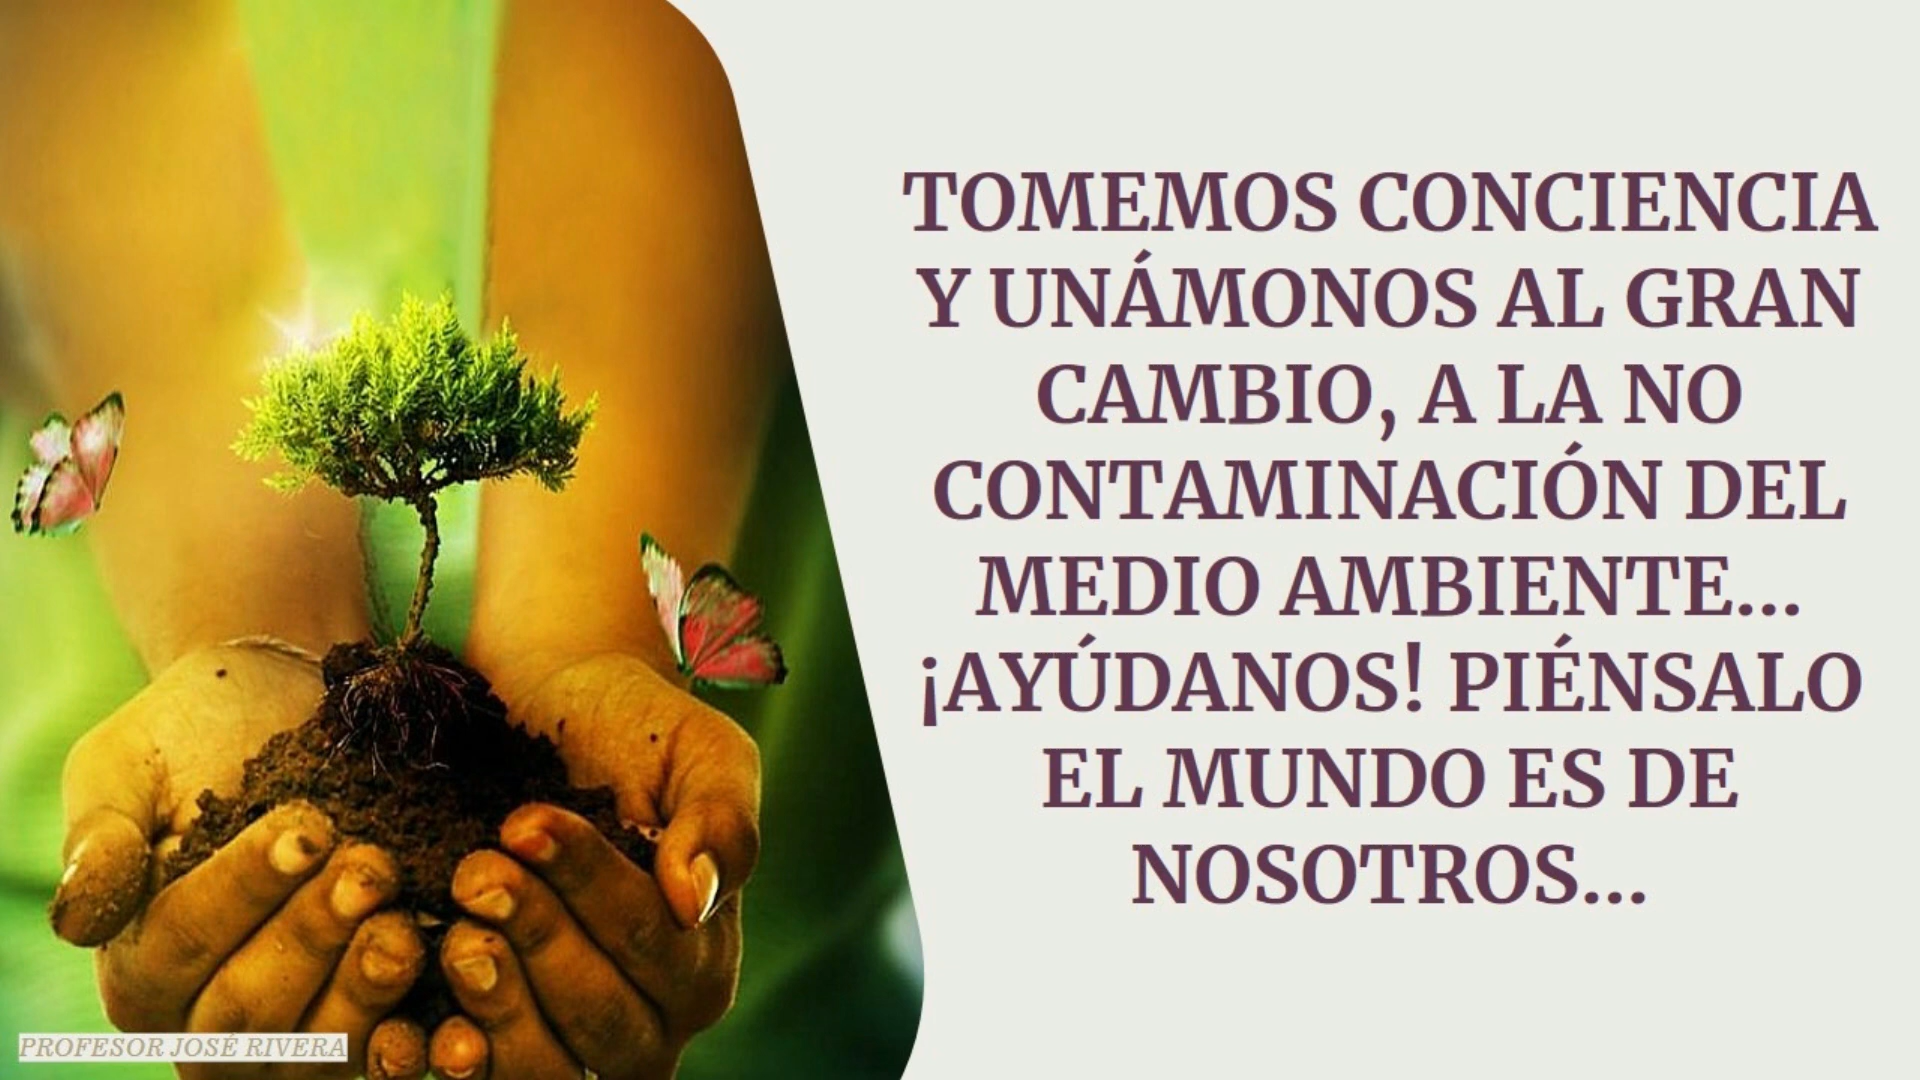 TOMEMOS CONCIENCIA
Y UNÁMONOS AL GRAN
CAMBIO, A LA NO
CONTAMINACIÓN DEL
MEDIO AMBIENTE...
¡AYÚDANOS! PIÉNSALO
EL MUNDO ES DE
NOSOTROS...
PROFESOR JOSÉ RIVERA